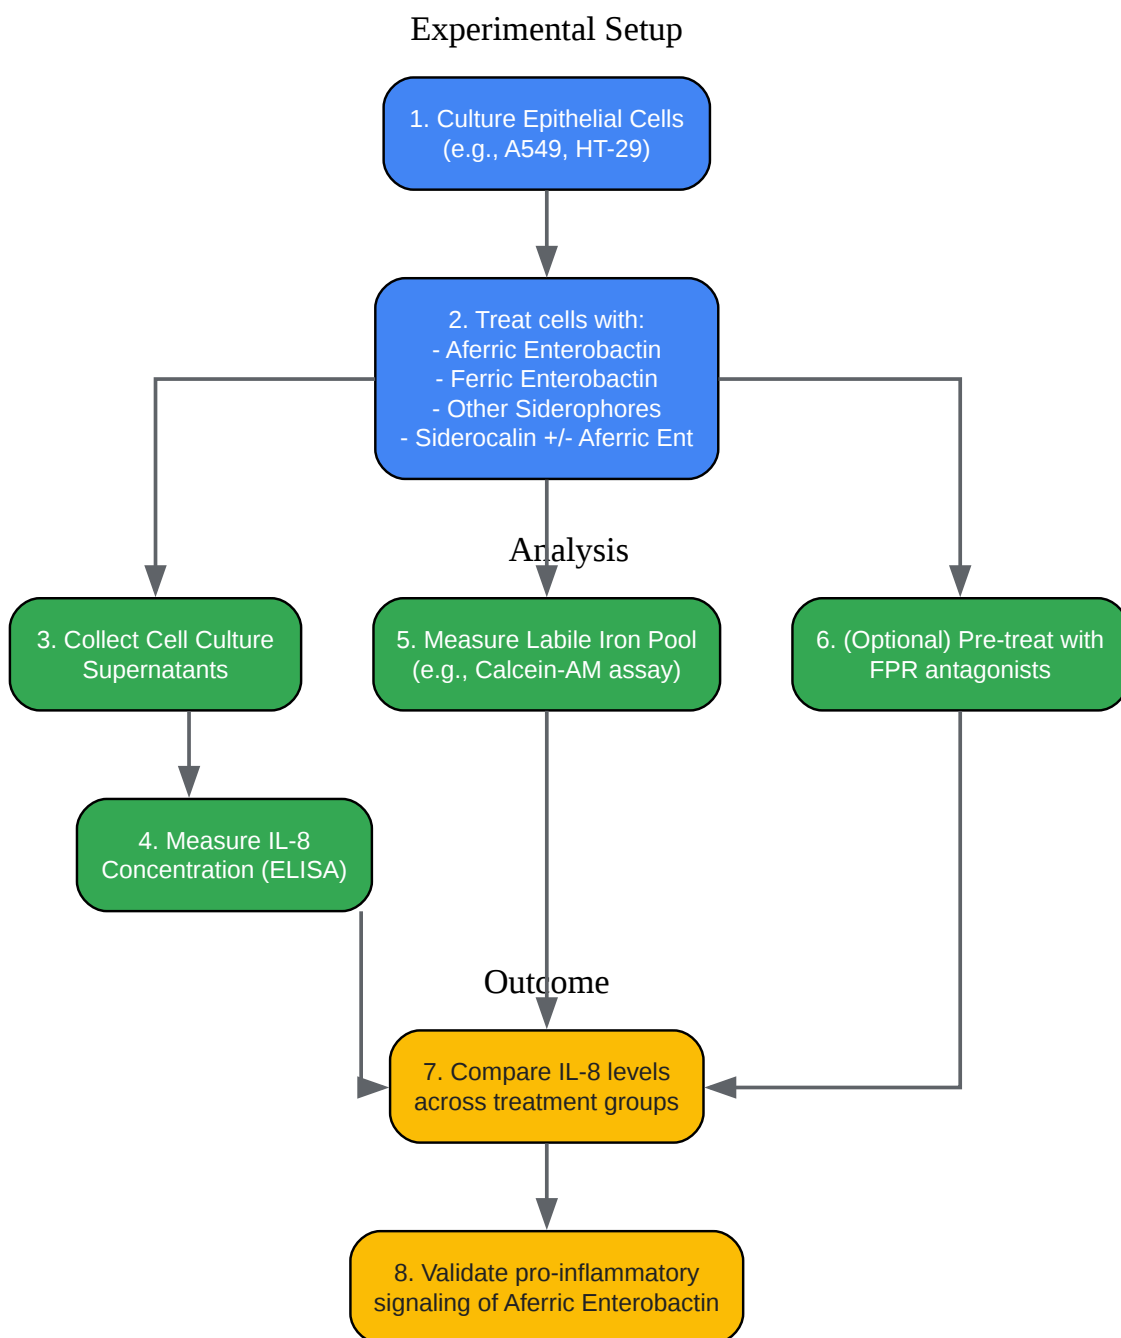 Experimental Setup
1. Culture Epithelial Cells
(e.g., A549, HT-29)
2. Treat cells with:
- Aferric Enterobactin
- Ferric Enterobactin
- Other Siderophores
- Siderocalin +/- Aferric Ent
Analysis
3. Collect Cell Culture
Supernatants
5. Measure Labile Iron Pool
(e.g., Calcein-AM assay)
6. (Optional) Pre-treat with
FPR antagonists
4. Measure IL-8
Concentration (ELISA)
Outcome
7. Compare IL-8 levels
across treatment groups
8. Validate pro-inflammatory
signaling of Aferric Enterobactin